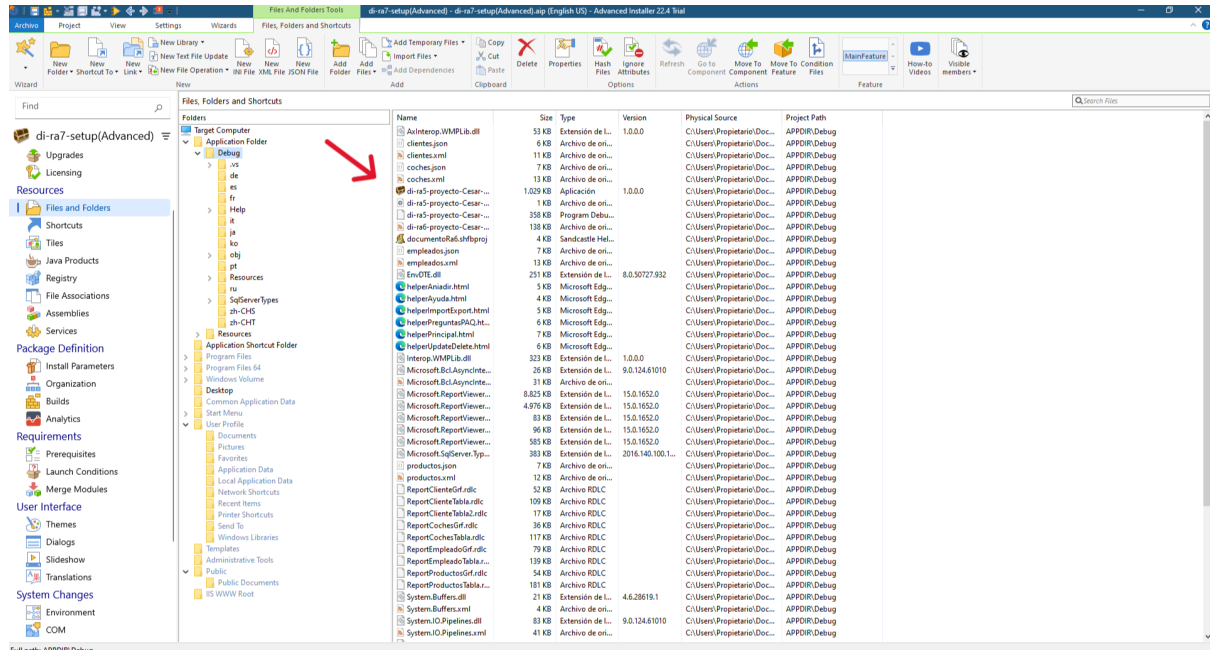 di-ra7-setup(Advanced) - di-ra7-setup(Advanced).aip (English US) - Advanced Installer 22.4 Trial
Files And Folders Tools
Archivo Project View Settings Wizards Files, Folders and Shortcuts
New Folder New Shortcut To New Link New Library New Text File Update New File Operation New INI File New XML File New JSON File Add Folder Add Files Add Temporary Files Import Files Add Dependencies Copy Cut Paste Delete Properties Hash Files Ignore Attributes Refresh Go to Component Move To Component Move To Feature Condition Files MainFeature How-to Videos Visible members
Wizard New Add Clipboard Options Actions Feature
Find
di-ra7-setup(Advanced)
Upgrades
Licensing
Resources
Files and Folders
Shortcuts
Tiles
Java Products
Registry
File Associations
Assemblies
Services
Package Definition
Install Parameters
Organization
Builds
Analytics
Requirements
Prerequisites
Launch Conditions
Merge Modules
User Interface
Themes
Dialogs
Slideshow
Translations
System Changes
Environment
COM
Files, Folders and Shortcuts
Search Files
Folders
Target Computer
Application Folder
Debug
.vs
de
es
fr
Help
it
ja
ko
obj
pt
Resources
ru
SqlServerTypes
zh-CHS
zh-CHT
Resources
Application Shortcut Folder
Program Files
Program Files 64
Windows Volume
Desktop
Common Application Data
Start Menu
User Profile
Documents
Pictures
Favorites
Application Data
Local Application Data
Network Shortcuts
Recent Items
Printer Shortcuts
Send To
Windows Libraries
Templates
Administrative Tools
Public
Public Documents
IIS WWW Root
Name Size Type Version Physical Source Project Path
AxInterop.WMPLib.dll 53 KB Extensión de l... 1.0.0.0 C:\Users\Propietario\Doc... APPDIR\Debug
clientes.json 6 KB Archivo de ori... C:\Users\Propietario\Doc... APPDIR\Debug
clientes.xml 11 KB Archivo de ori... C:\Users\Propietario\Doc... APPDIR\Debug
coches.json 7 KB Archivo de ori... C:\Users\Propietario\Doc... APPDIR\Debug
coches.xml 13 KB Archivo de ori... C:\Users\Propietario\Doc... APPDIR\Debug
di-ra5-proyecto-Cesar-... 1.029 KB Aplicación 1.0.0.0 C:\Users\Propietario\Doc... APPDIR\Debug
di-ra5-proyecto-Cesar-... 1 KB Archivo de ori... C:\Users\Propietario\Doc... APPDIR\Debug
di-ra5-proyecto-Cesar-... 358 KB Program Debu... C:\Users\Propietario\Doc... APPDIR\Debug
di-ra6-proyecto-Cesar-... 138 KB Archivo de ori... C:\Users\Propietario\Doc... APPDIR\Debug
documentoRa6.shfbproj 4 KB Sandcastle Hel... C:\Users\Propietario\Doc... APPDIR\Debug
empleados.json 7 KB Archivo de ori... C:\Users\Propietario\Doc... APPDIR\Debug
empleados.xml 13 KB Archivo de ori... C:\Users\Propietario\Doc... APPDIR\Debug
EnvDTE.dll 251 KB Extensión de l... 8.0.50727.932 C:\Users\Propietario\Doc... APPDIR\Debug
helperAniadir.html 5 KB Microsoft Edg... C:\Users\Propietario\Doc... APPDIR\Debug
helperAyuda.html 4 KB Microsoft Edg... C:\Users\Propietario\Doc... APPDIR\Debug
helperImportExport.html 5 KB Microsoft Edg... C:\Users\Propietario\Doc... APPDIR\Debug
helperPreguntasPAQ.ht... 6 KB Microsoft Edg... C:\Users\Propietario\Doc... APPDIR\Debug
helperPrincipal.html 7 KB Microsoft Edg... C:\Users\Propietario\Doc... APPDIR\Debug
helperUpdateDelete.html 6 KB Microsoft Edg... C:\Users\Propietario\Doc... APPDIR\Debug
Interop.WMPLib.dll 323 KB Extensión de l... 1.0.0.0 C:\Users\Propietario\Doc... APPDIR\Debug
Microsoft.Bcl.AsyncInte... 26 KB Extensión de l... 9.0.124.61010 C:\Users\Propietario\Doc... APPDIR\Debug
Microsoft.Bcl.AsyncInte... 31 KB Archivo de ori... C:\Users\Propietario\Doc... APPDIR\Debug
Microsoft.ReportViewer... 8.825 KB Extensión de l... 15.0.1652.0 C:\Users\Propietario\Doc... APPDIR\Debug
Microsoft.ReportViewer... 4.976 KB Extensión de l... 15.0.1652.0 C:\Users\Propietario\Doc... APPDIR\Debug
Microsoft.ReportViewer... 83 KB Extensión de l... 15.0.1652.0 C:\Users\Propietario\Doc... APPDIR\Debug
Microsoft.ReportViewer... 96 KB Extensión de l... 15.0.1652.0 C:\Users\Propietario\Doc... APPDIR\Debug
Microsoft.ReportViewer... 585 KB Extensión de l... 15.0.1652.0 C:\Users\Propietario\Doc... APPDIR\Debug
Microsoft.SqlServer.Typ... 383 KB Extensión de l... 2016.140.100.1... C:\Users\Propietario\Doc... APPDIR\Debug
productos.json 7 KB Archivo de ori... C:\Users\Propietario\Doc... APPDIR\Debug
productos.xml 12 KB Archivo de ori... C:\Users\Propietario\Doc... APPDIR\Debug
ReportClienteGrf.rdlc 52 KB Archivo RDLC C:\Users\Propietario\Doc... APPDIR\Debug
ReportClienteTabla.rdlc 109 KB Archivo RDLC C:\Users\Propietario\Doc... APPDIR\Debug
ReportClienteTabla2.rdlc 17 KB Archivo RDLC C:\Users\Propietario\Doc... APPDIR\Debug
ReportCochesGrf.rdlc 36 KB Archivo RDLC C:\Users\Propietario\Doc... APPDIR\Debug
ReportCochesTabla.rdlc 117 KB Archivo RDLC C:\Users\Propietario\Doc... APPDIR\Debug
ReportEmpleadoGrf.rdlc 79 KB Archivo RDLC C:\Users\Propietario\Doc... APPDIR\Debug
ReportEmpleadoTabla.r... 139 KB Archivo RDLC C:\Users\Propietario\Doc... APPDIR\Debug
ReportProductosGrf.rdlc 54 KB Archivo RDLC C:\Users\Propietario\Doc... APPDIR\Debug
ReportProductosTabla.r... 181 KB Archivo RDLC C:\Users\Propietario\Doc... APPDIR\Debug
System.Buffers.dll 21 KB Extensión de l... 4.6.28619.1 C:\Users\Propietario\Doc... APPDIR\Debug
System.Buffers.xml 4 KB Archivo de ori... C:\Users\Propietario\Doc... APPDIR\Debug
System.IO.Pipelines.dll 83 KB Extensión de l... 9.0.124.61010 C:\Users\Propietario\Doc... APPDIR\Debug
System.IO.Pipelines.xml 41 KB Archivo de ori... C:\Users\Propietario\Doc... APPDIR\Debug